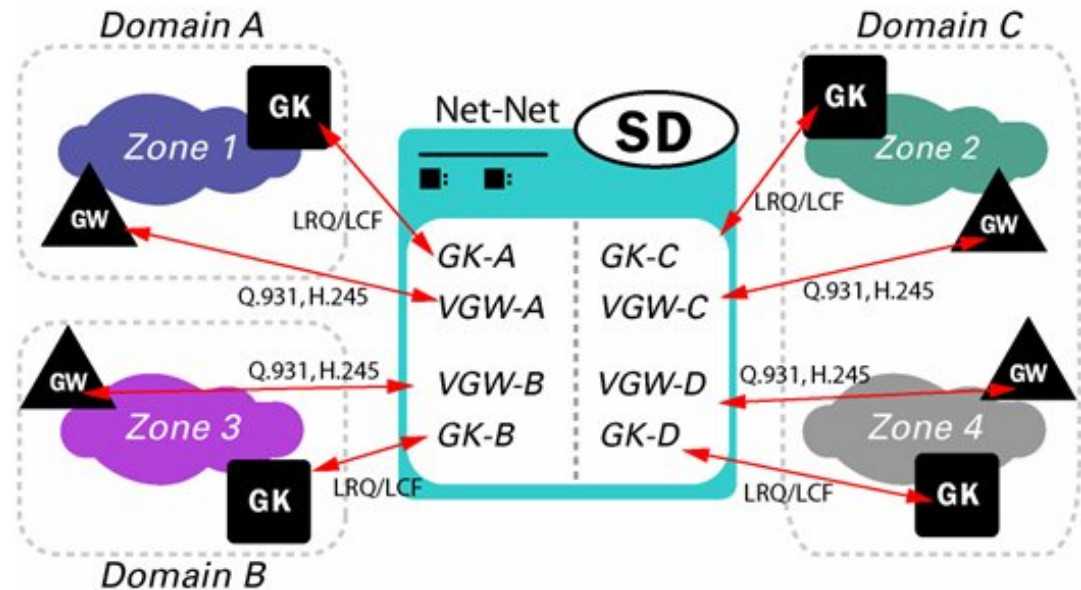 Domain A
Domain C
GK
Zone 1
GW
LRQ/LCF
Q.931, H.245
Net-Net
SD
GK-A
GK-C
VGW-A
VGW-C
VGW-B
VGW-D
GK-B
GK-D
GK
Zone 2
GW
LRQ/LCF
Q.931, H.245
GW
Zone 3
GK
Q.931, H.245
LRQ/LCF
Domain B
Q.931, H.245
GW
Zone 4
GK
LRQ/LCF